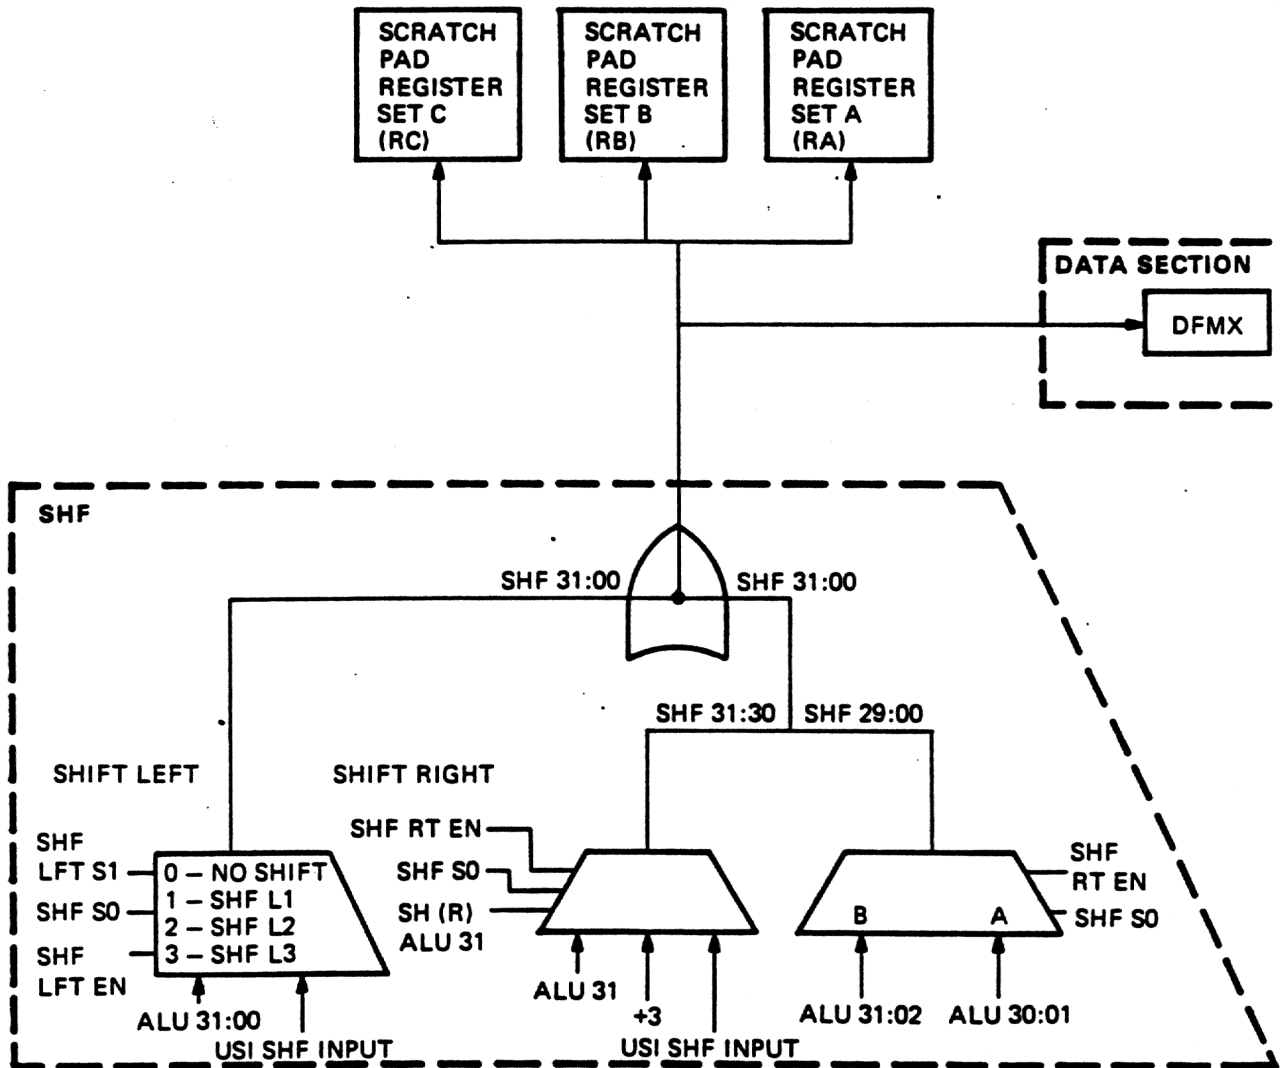 SCRATCH
PAD
REGISTER
SET C
(RC)
SCRATCH
PAD
REGISTER
SET B
(RB)
SCRATCH
PAD
REGISTER
SET A
(RA)
DATA SECTION
DFMX
SHF
SHF 31:00
SHF 31:00
SHF 31:30
SHF 29:00
SHIFT LEFT
SHIFT RIGHT
SHF
LFT S1
SHF S0
SHF
LFT EN
0 – NO SHIFT
1 – SHF L1
2 – SHF L2
3 – SHF L3
ALU 31:00
USI SHF INPUT
SHF RT EN
SHF S0
SH (R)
ALU 31
ALU 31
+3
USI SHF INPUT
B
A
SHF
RT EN
SHF S0
ALU 31:02
ALU 30:01